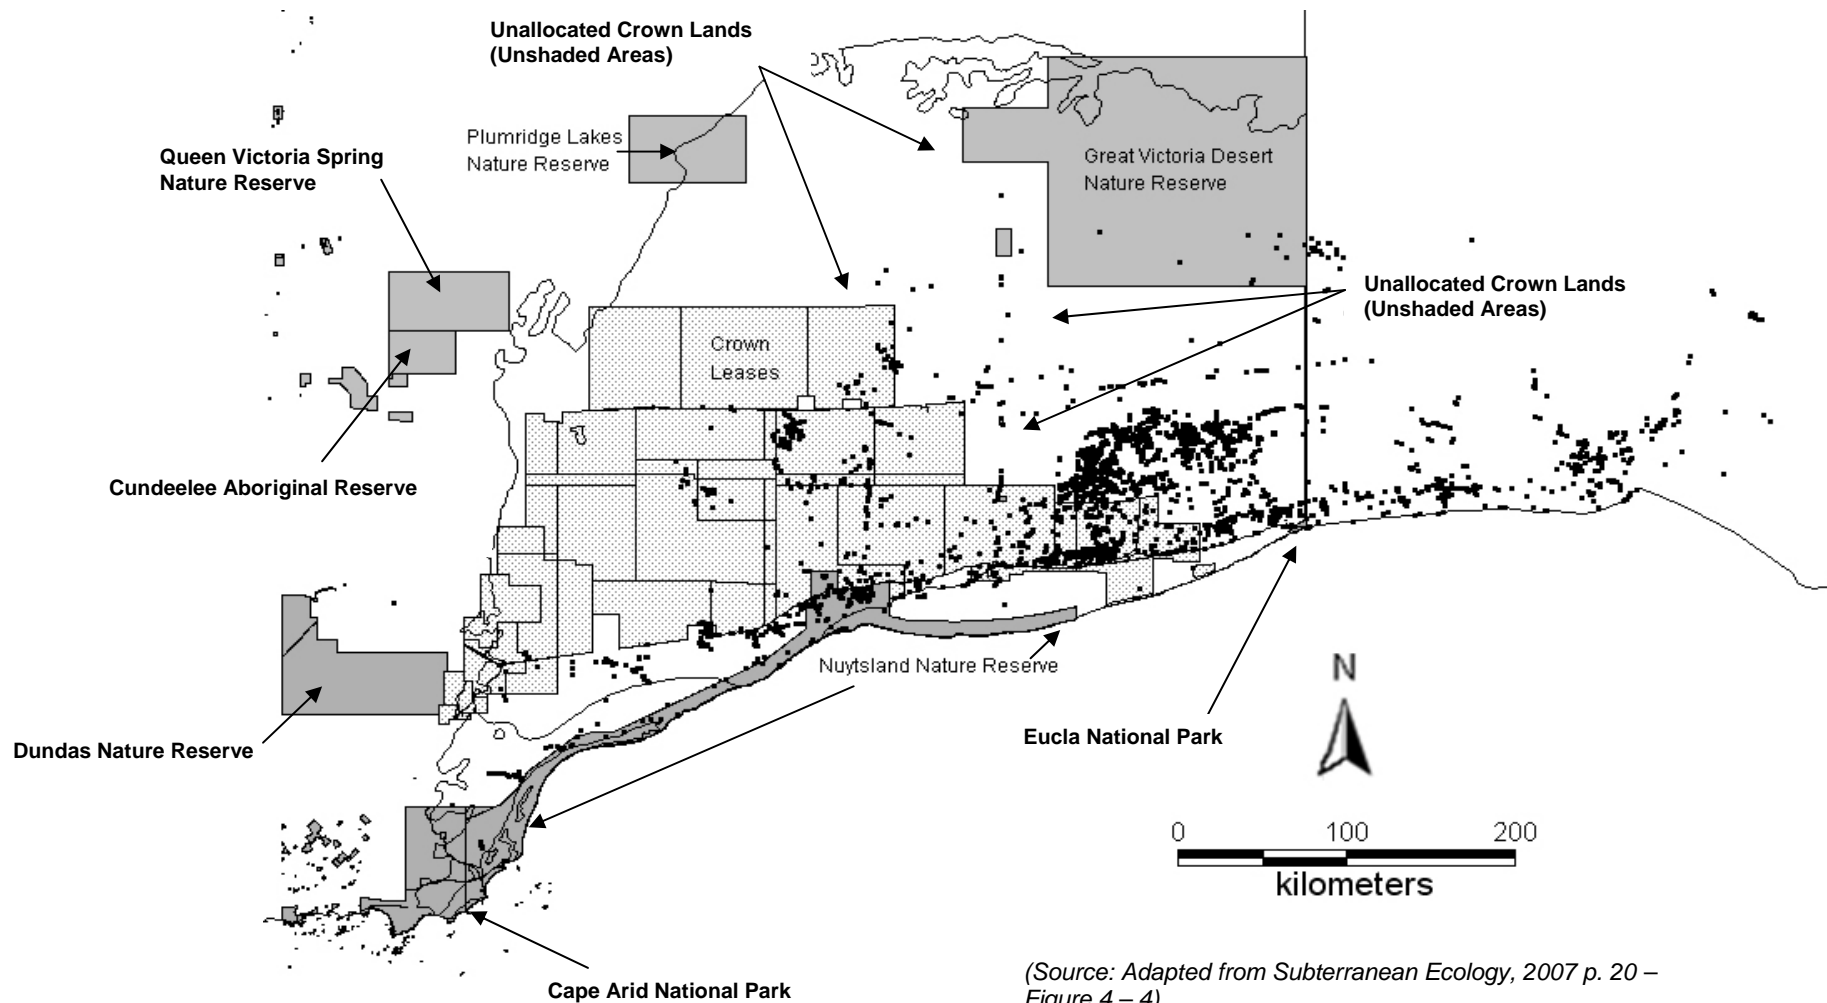 Unallocated Crown Lands
(Unshaded Areas)
Plumridge Lakes
Nature Reserve
Queen Victoria Spring
Nature Reserve
Great Victoria Desert
Nature Reserve
Unallocated Crown Lands
(Unshaded Areas)
Crown
Leases
Cundeelee Aboriginal Reserve
Nuytsland Nature Reserve
N
Dundas Nature Reserve
Eucla National Park
0 100 200
kilometers
Cape Arid National Park
(Source: Adapted from Subterranean Ecology, 2007 p. 20 –
Figure 4 – 4)